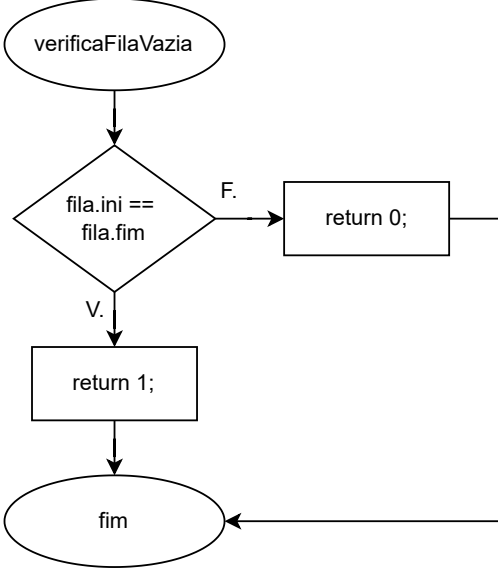 verificaFilaVazia
fila.ini ==
fila.fim
F.
return 0;
V.
return 1;
fim